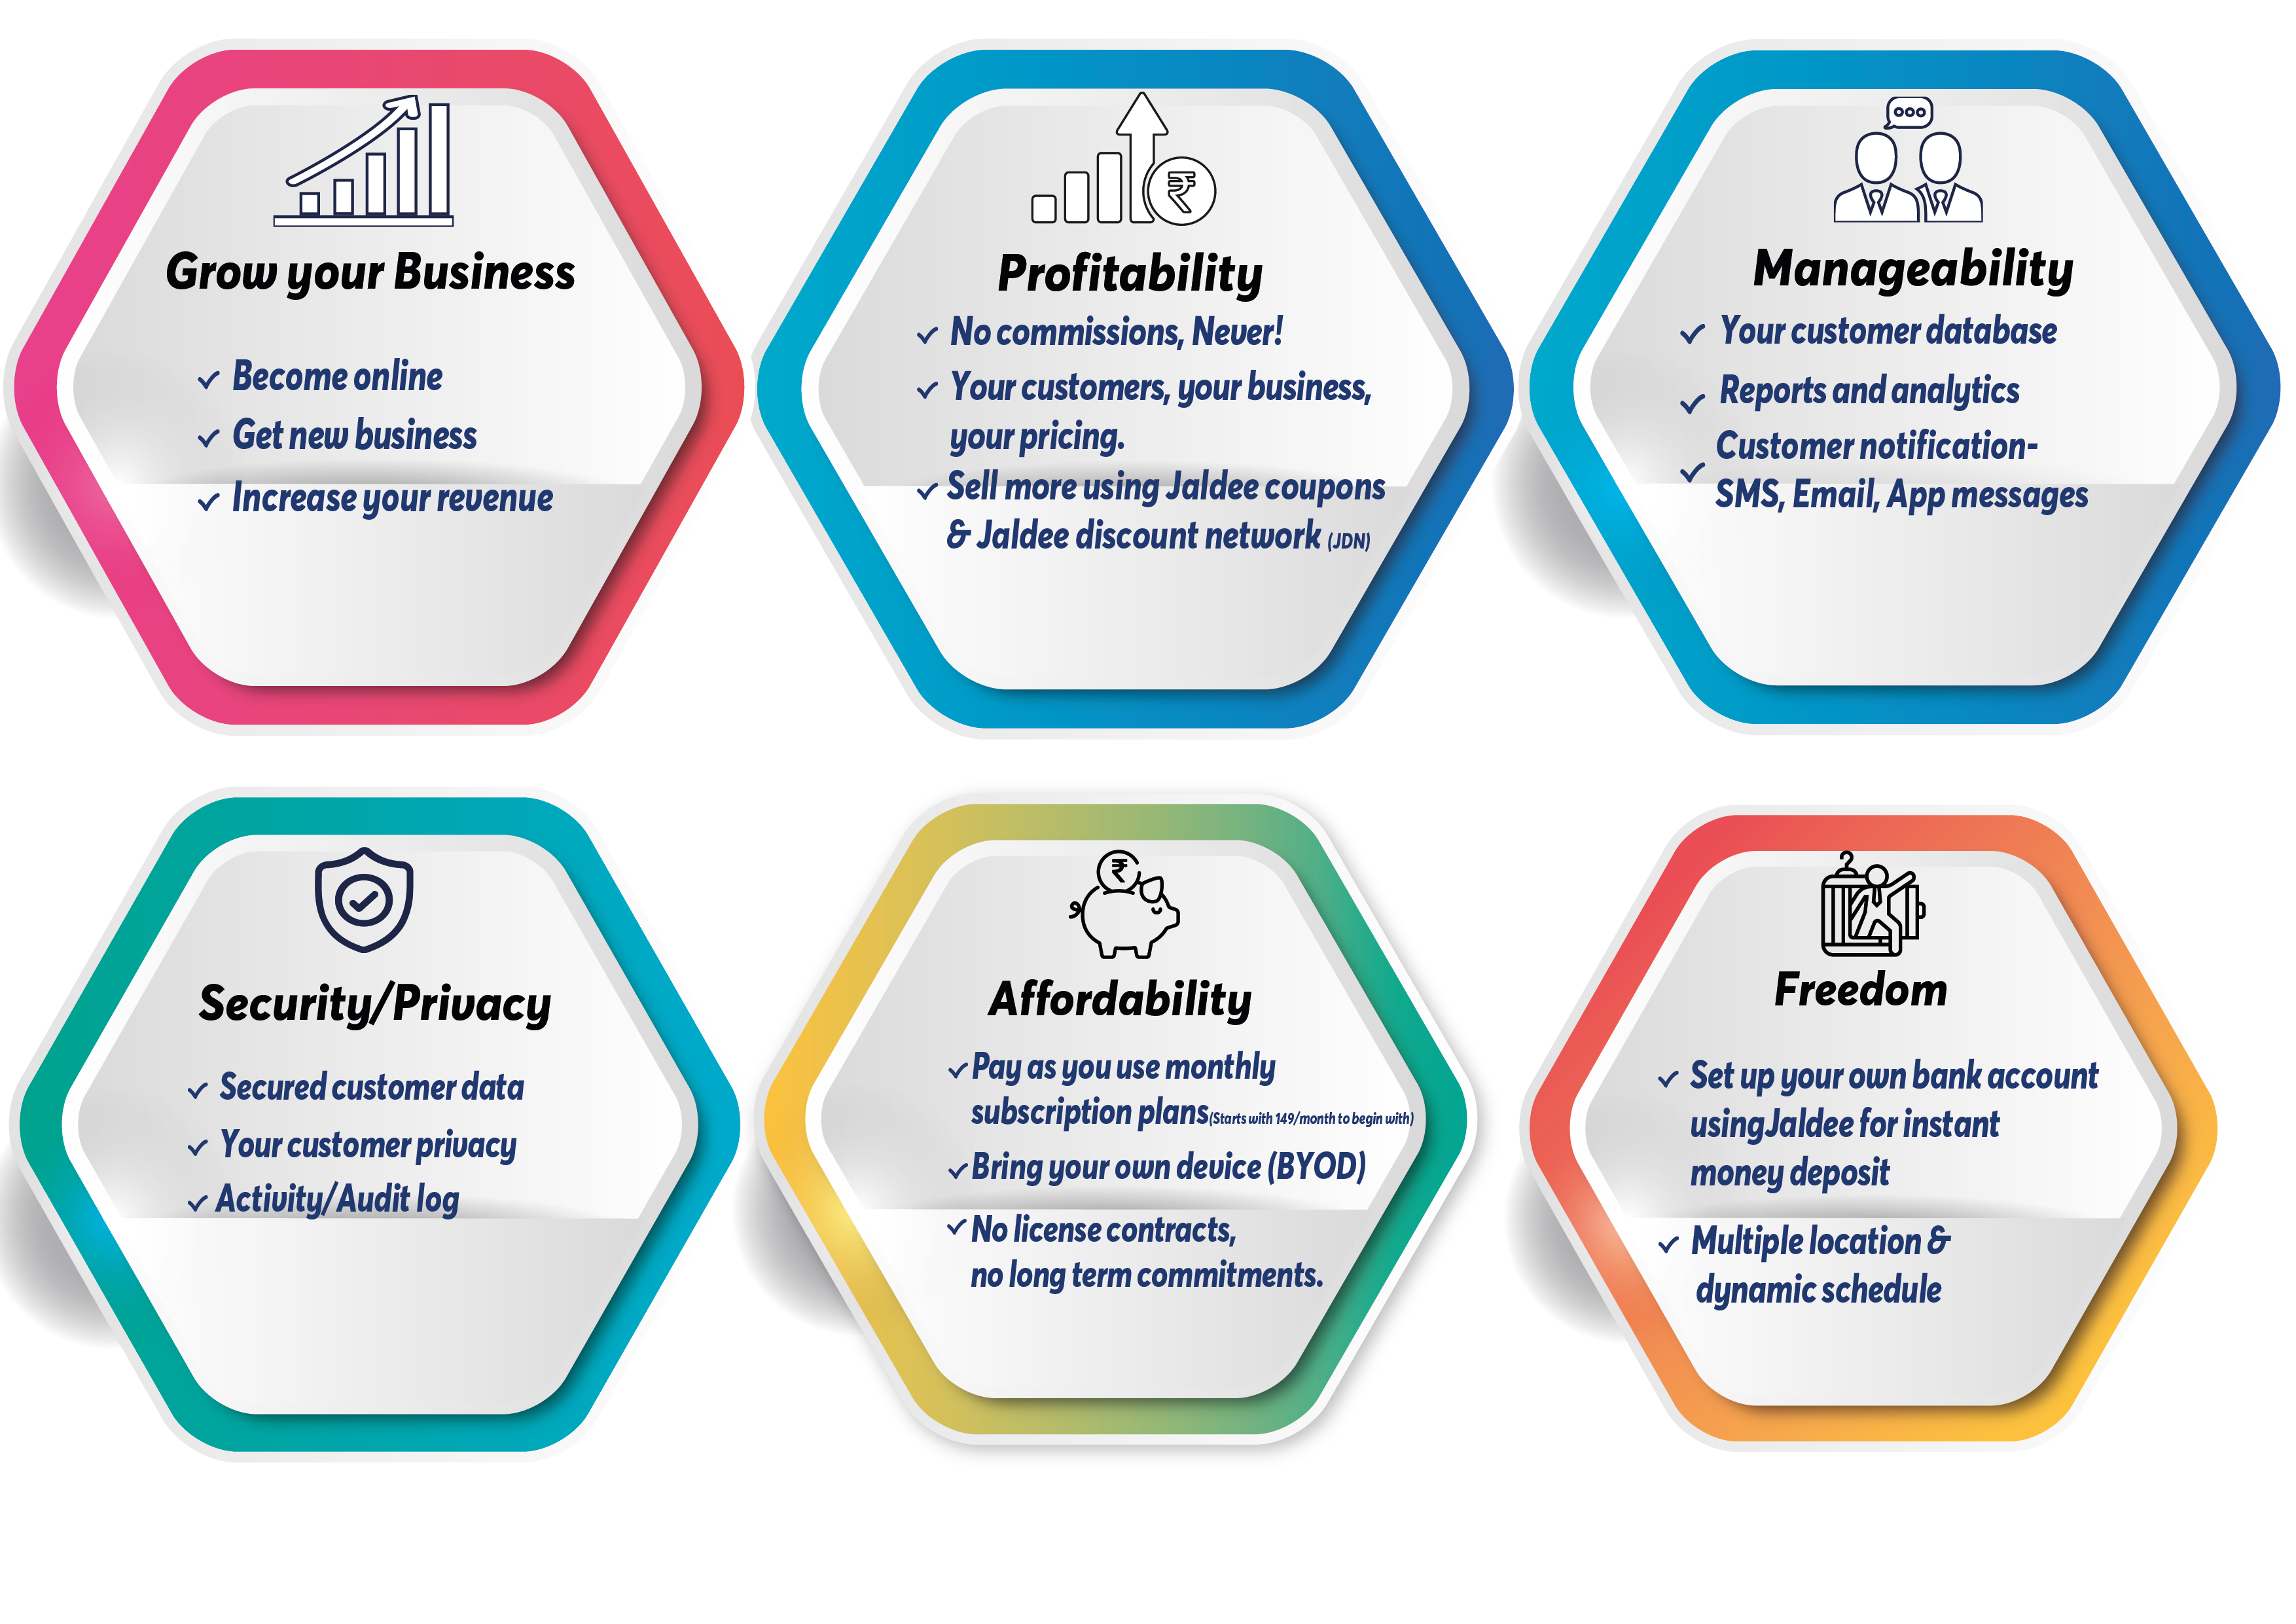 Grow your Business
Become online
Get new business
Increase your revenue
₹
Profitability
No commissions, Never!
Your customers, your business,
your pricing.
Sell more using Jaldee coupons
& Jaldee discount network (JDN)
Manageability
Your customer database
Reports and analytics
Customer notification-
SMS, Email, App messages
Security/Privacy
Secured customer data
Your customer privacy
Activity/Audit log
₹
Affordability
Pay as you use monthly
subscription plans(Starts with 149/month to begin with)
Bring your own device (BYOD)
No license contracts,
no long term commitments.
Freedom
Set up your own bank account
usingJaldee for instant
money deposit
Multiple location &
dynamic schedule